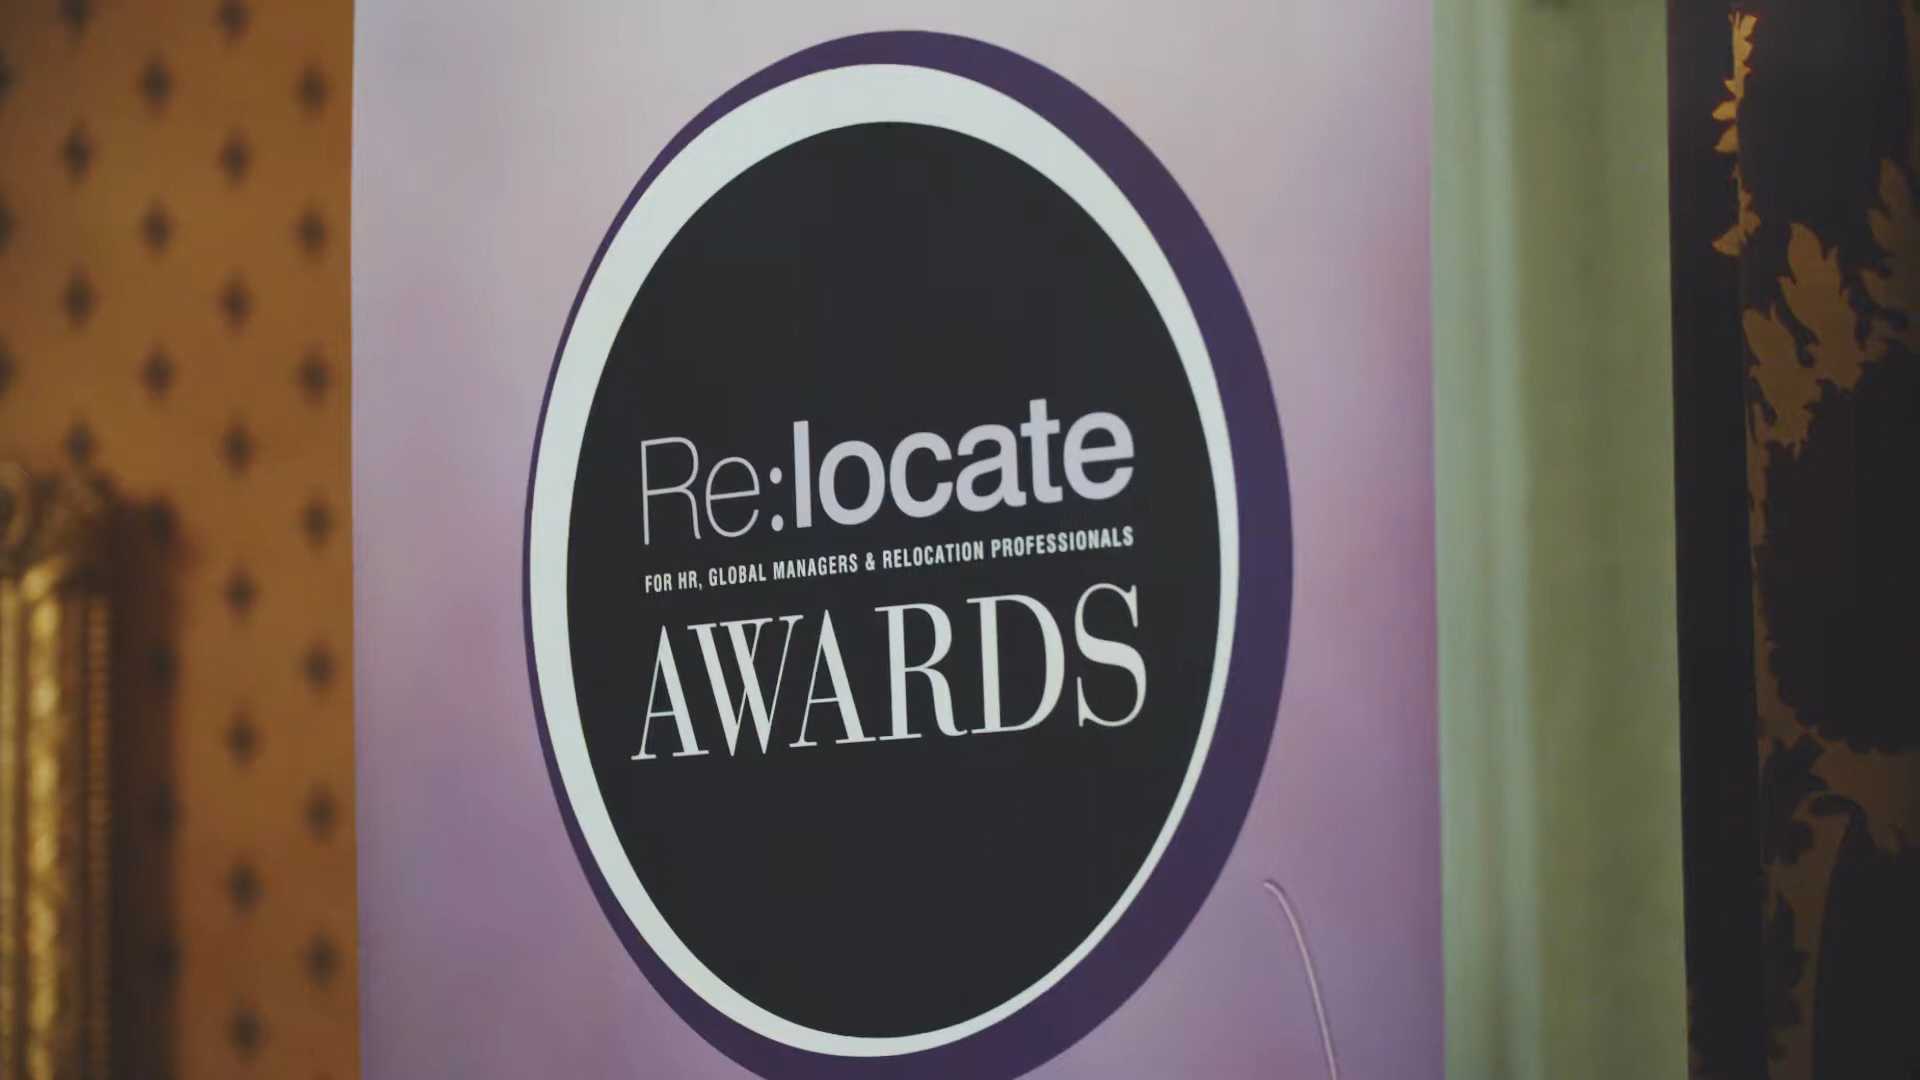 Re:locate
FOR HR, GLOBAL MANAGERS & RELOCATION PROFESSIONALS
AWARDS